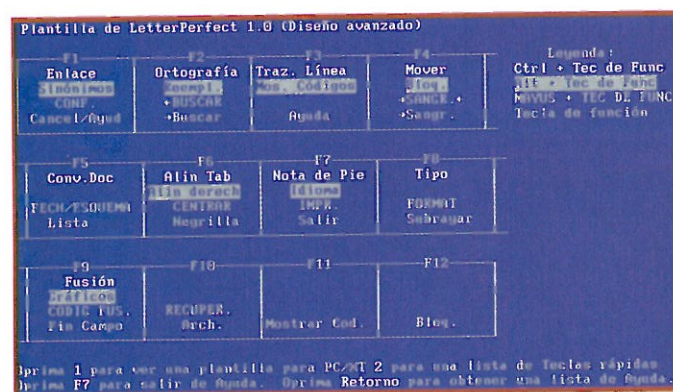 Plantilla de LetterPerfect 1.0 (Diseño avanzado)
F1 F2 F3 F4 Leyenda:
Enlace Ortografía Traz. Línea Mover Ctrl + Tec de Func
Sinónimos Reempl. Mos. Códigos Bloq. Alt + Tec de Func
CONF. +BUSCAR +SANGR.+ MAYUS + TEC DE FUNC
Cancel/Ayud +Buscar Ayuda +Sangr. Tecla de función
F5 F6 F7 F8
Conv.Doc Alin Tab Nota de Pie Tipo
Alin derech Idioma
FECH/ESQUEMA CENTRAR IMPR. FORMAT
Lista Negrilla Salir Subrayar
F9 F10 F11 F12
Fusión
Gráficos
CODIG FUS. RECUPER.
Fin Campo Arch. Mostrar Cod. Bloq.
Oprima 1 para ver una plantilla para PC/XT 2 para una lista de Teclas rápidas
Oprima F7 para salir de Ayuda. Oprima Retorno para obtener una lista de Ayuda.